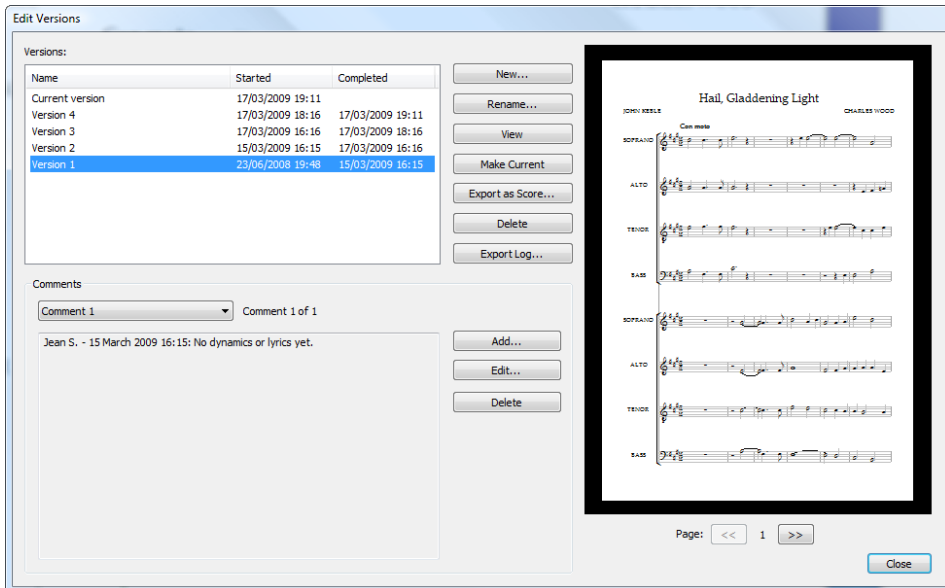 Edit Versions
Versions:
Name Started Completed
Current version 17/03/2009 19:11
Version 4 17/03/2009 18:16 17/03/2009 19:11
Version 3 17/03/2009 16:16 17/03/2009 18:16
Version 2 15/03/2009 16:15 17/03/2009 16:16
Version 1 23/06/2008 19:48 15/03/2009 16:15
New...
Rename...
View
Make Current
Export as Score...
Delete
Export Log...
Comments
Comment 1 Comment 1 of 1
Jean S. - 15 March 2009 16:15: No dynamics or lyrics yet.
Add...
Edit...
Delete
Hail, Gladdening Light
JOHN KEBLE CHARLES WOOD
Con moto
SOPRANO
ALTO
TENOR
BASS
SOPRANO
ALTO
TENOR
BASS
Page: << 1 >>
Close